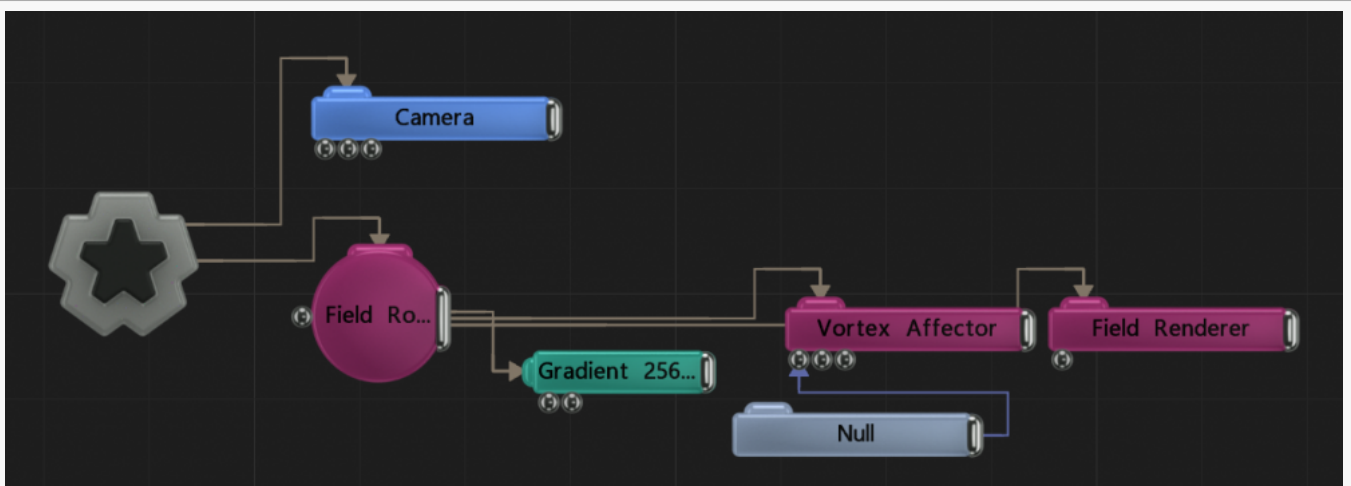 Camera
Field Ro...
Vortex Affector
Field Renderer
Gradient 256...
Null